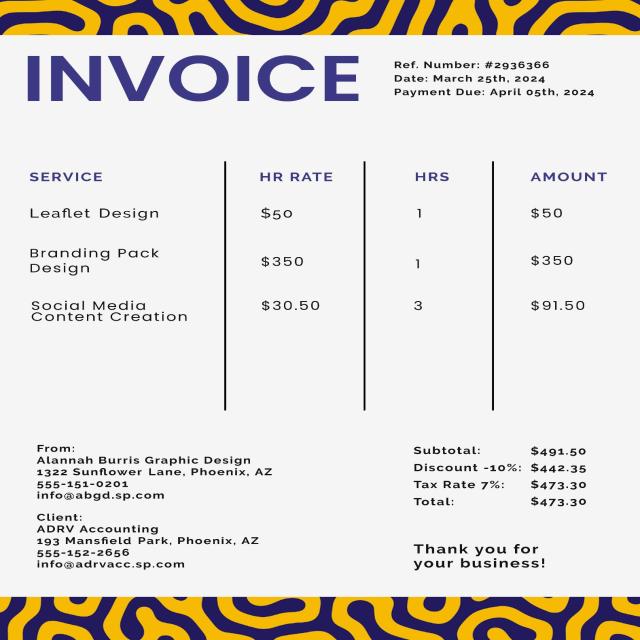 INVOICE
Ref. Number: #2936366
Date: March 25th, 2024
Payment Due: April 05th, 2024
SERVICE HR RATE HRS AMOUNT
Leaflet Design $50 1 $50
Branding Pack
Design $350 1 $350
Social Media
Content Creation $30.50 3 $91.50
From:
Alannah Burris Graphic Design
1322 Sunflower Lane, Phoenix, AZ
555-151-0201
info@abgd.sp.com
Client:
ADRV Accounting
193 Mansfield Park, Phoenix, AZ
555-152-2656
info@adrvacc.sp.com
Subtotal: $491.50
Discount -10%: $442.35
Tax Rate 7%: $473.30
Total: $473.30
Thank you for
your business!